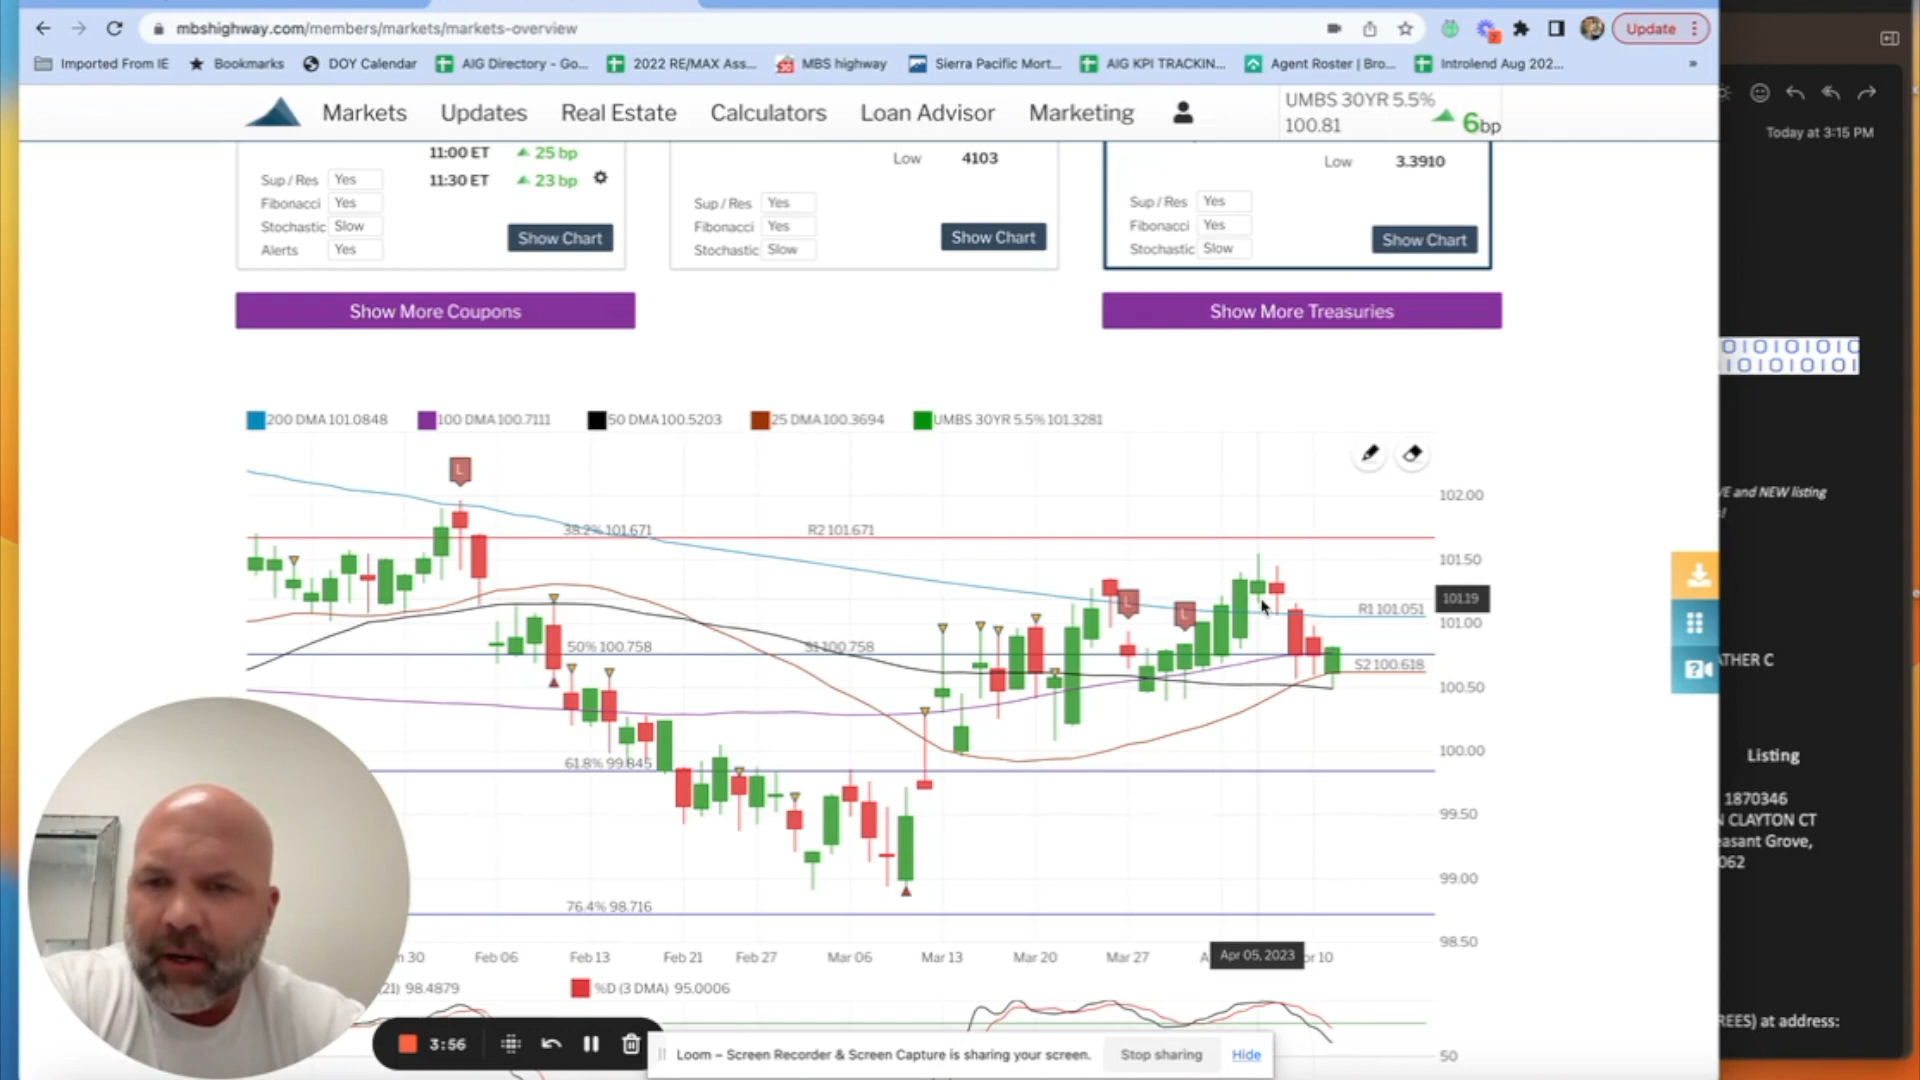 mbshighway.com/members/markets/markets-overview
Update
Imported From IE
Bookmarks
DOY Calendar
AIG Directory - Go...
2022 RE/MAX Ass...
MBS highway
Sierra Pacific Mort...
AIG KPI TRACKIN...
Agent Roster | Bro...
Introlend Aug 202...
»
Markets
Updates
Real Estate
Calculators
Loan Advisor
Marketing
UMBS 30YR 5.5%
100.81
6bp
Today at 3:15 PM
11:00 ET 25 bp
11:30 ET 23 bp
Sup / Res Yes
Fibonacci Yes
Stochastic Slow
Alerts Yes
Show Chart
Low 4103
Sup / Res Yes
Fibonacci Yes
Stochastic Slow
Show Chart
Low 3.3910
Sup / Res Yes
Fibonacci Yes
Stochastic Slow
Show Chart
Show More Coupons
Show More Treasuries
200 DMA 101.0848
100 DMA 100.7111
50 DMA 100.5203
25 DMA 100.3694
UMBS 30YR 5.5% 101.3281
L
L
L
38.2% 101.671
R2 101.671
50% 100.758
S1 100.758
61.8% 99.845
76.4% 98.716
R1 101.051
S2 100.618
102.00
101.50
101.19
101.00
100.50
100.00
99.50
99.00
98.50
n 30
Feb 06
Feb 13
Feb 21
Feb 27
Mar 06
Mar 13
Mar 20
Mar 27
A
Apr 05, 2023
pr 10
(21) 98.4879
%D (3 DMA) 95.0006
50
3:56
Loom – Screen Recorder & Screen Capture is sharing your screen.
Stop sharing
Hide
VE and NEW listing
s!
ATHER C
Listing
1870346
N CLAYTON CT
easant Grove,
062
REES) at address: